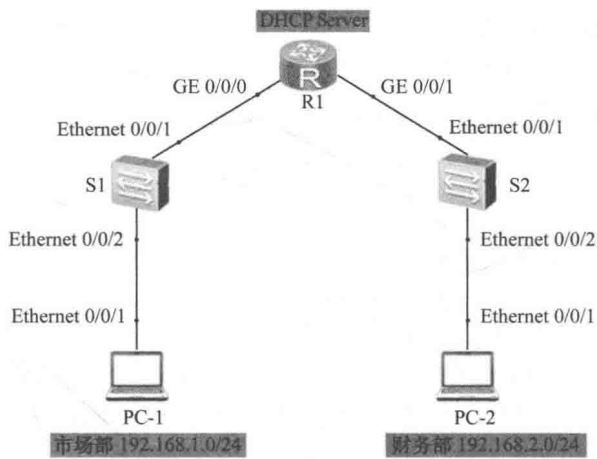 DHCP Server
R
GE 0/0/0
GE 0/0/1
R1
Ethernet 0/0/1
Ethernet 0/0/1
S1
S2
Ethernet 0/0/2
Ethernet 0/0/2
Ethernet 0/0/1
Ethernet 0/0/1
PC-1
PC-2
市场部 192.168.1.0/24
财务部 192.168.2.0/24